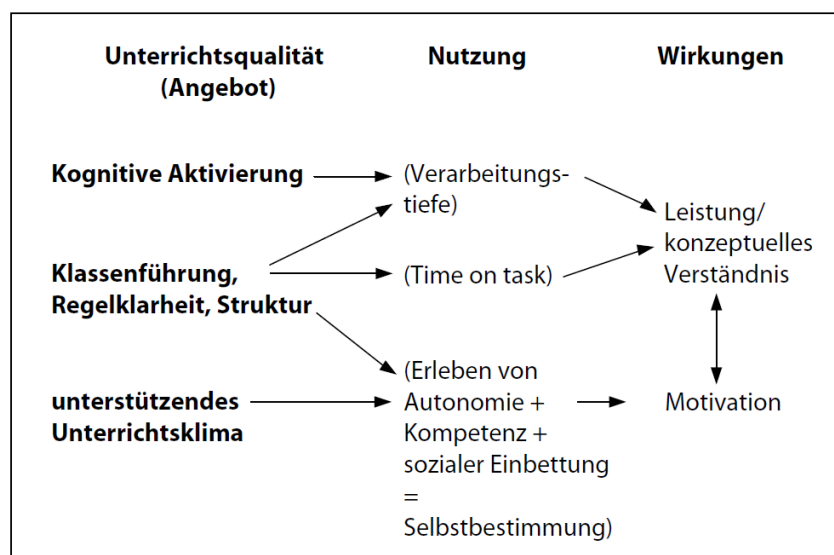 Unterrichtsqualität
(Angebot)
Nutzung
Wirkungen
Kognitive Aktivierung
(Verarbeitungs-
tiefe)
Leistung/
konzeptuelles
Verständnis
Klassenführung,
Regelklarheit, Struktur
(Time on task)
unterstützendes
Unterrichtsklima
(Erleben von
Autonomie +
Kompetenz +
sozialer Einbettung
=
Selbstbestimmung)
Motivation